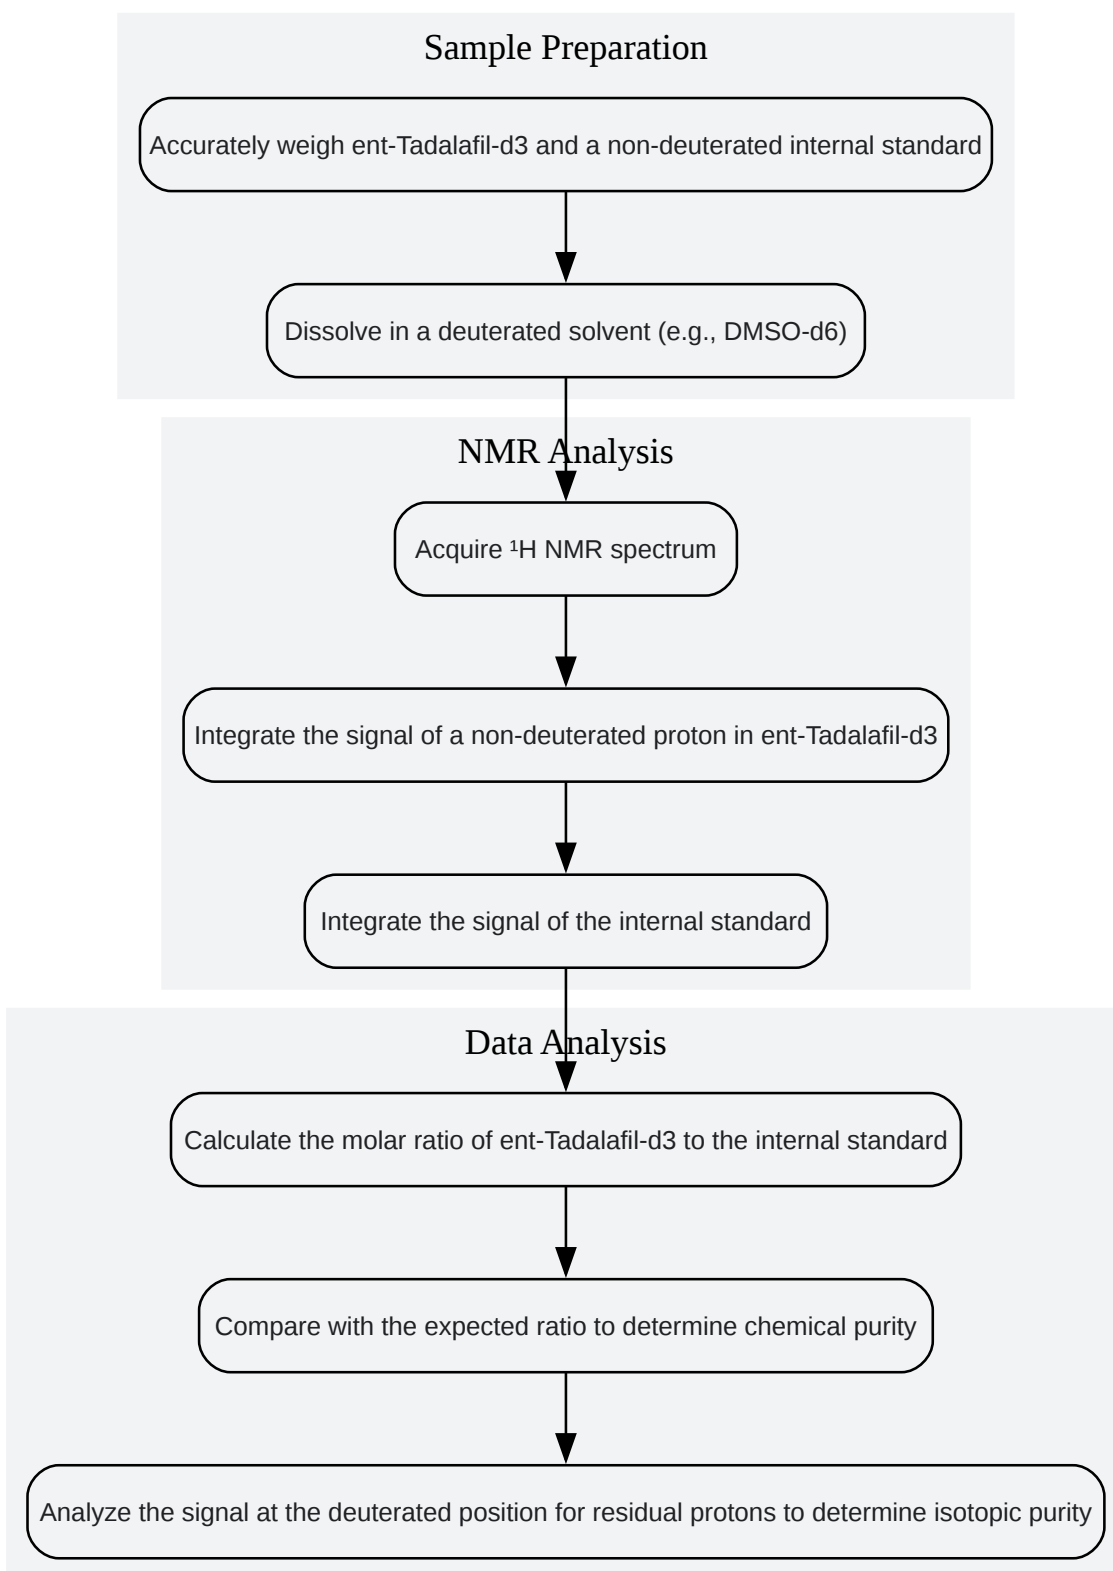 Sample Preparation
Accurately weigh ent-Tadalafil-d3 and a non-deuterated internal standard
Dissolve in a deuterated solvent (e.g., DMSO-d6)
NMR Analysis
Acquire ¹H NMR spectrum
Integrate the signal of a non-deuterated proton in ent-Tadalafil-d3
Integrate the signal of the internal standard
Data Analysis
Calculate the molar ratio of ent-Tadalafil-d3 to the internal standard
Compare with the expected ratio to determine chemical purity
Analyze the signal at the deuterated position for residual protons to determine isotopic purity